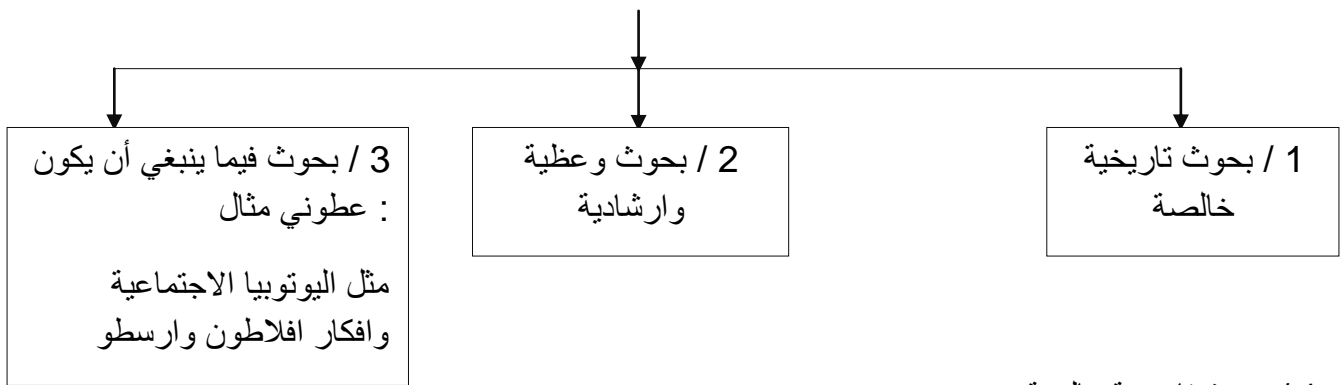 1 / بحوث تاريخية
خالصة
2 / بحوث وعظية
وارشادية
3 / بحوث فيما ينبغي أن يكون
: عطوني مثال
مثل اليوتوبيا الاجتماعية
وافكار افلاطون وارسطو